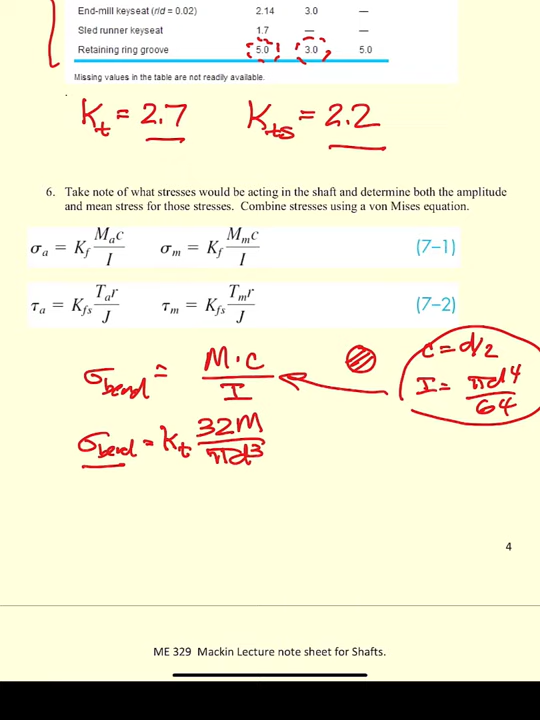 End-mill keyseat (r/d = 0.02) 2.14 3.0 —
Sled runner keyseat 1.7 — —
Retaining ring groove 5.0 3.0 5.0
Missing values in the table are not readily available.
Kt = 2.7 Kts = 2.2
6. Take note of what stresses would be acting in the shaft and determine both the amplitude
and mean stress for those stresses. Combine stresses using a von Mises equation.
σa = Kf Mac/I σm = Kf Mmc/I (7–1)
τa = Kfs Tar/J τm = Kfs Tmr/J (7–2)
σbend = M·c/I
c = d/2
I = πd⁴/64
σbend = Kt 32M/πd³
4
ME 329 Mackin Lecture note sheet for Shafts.